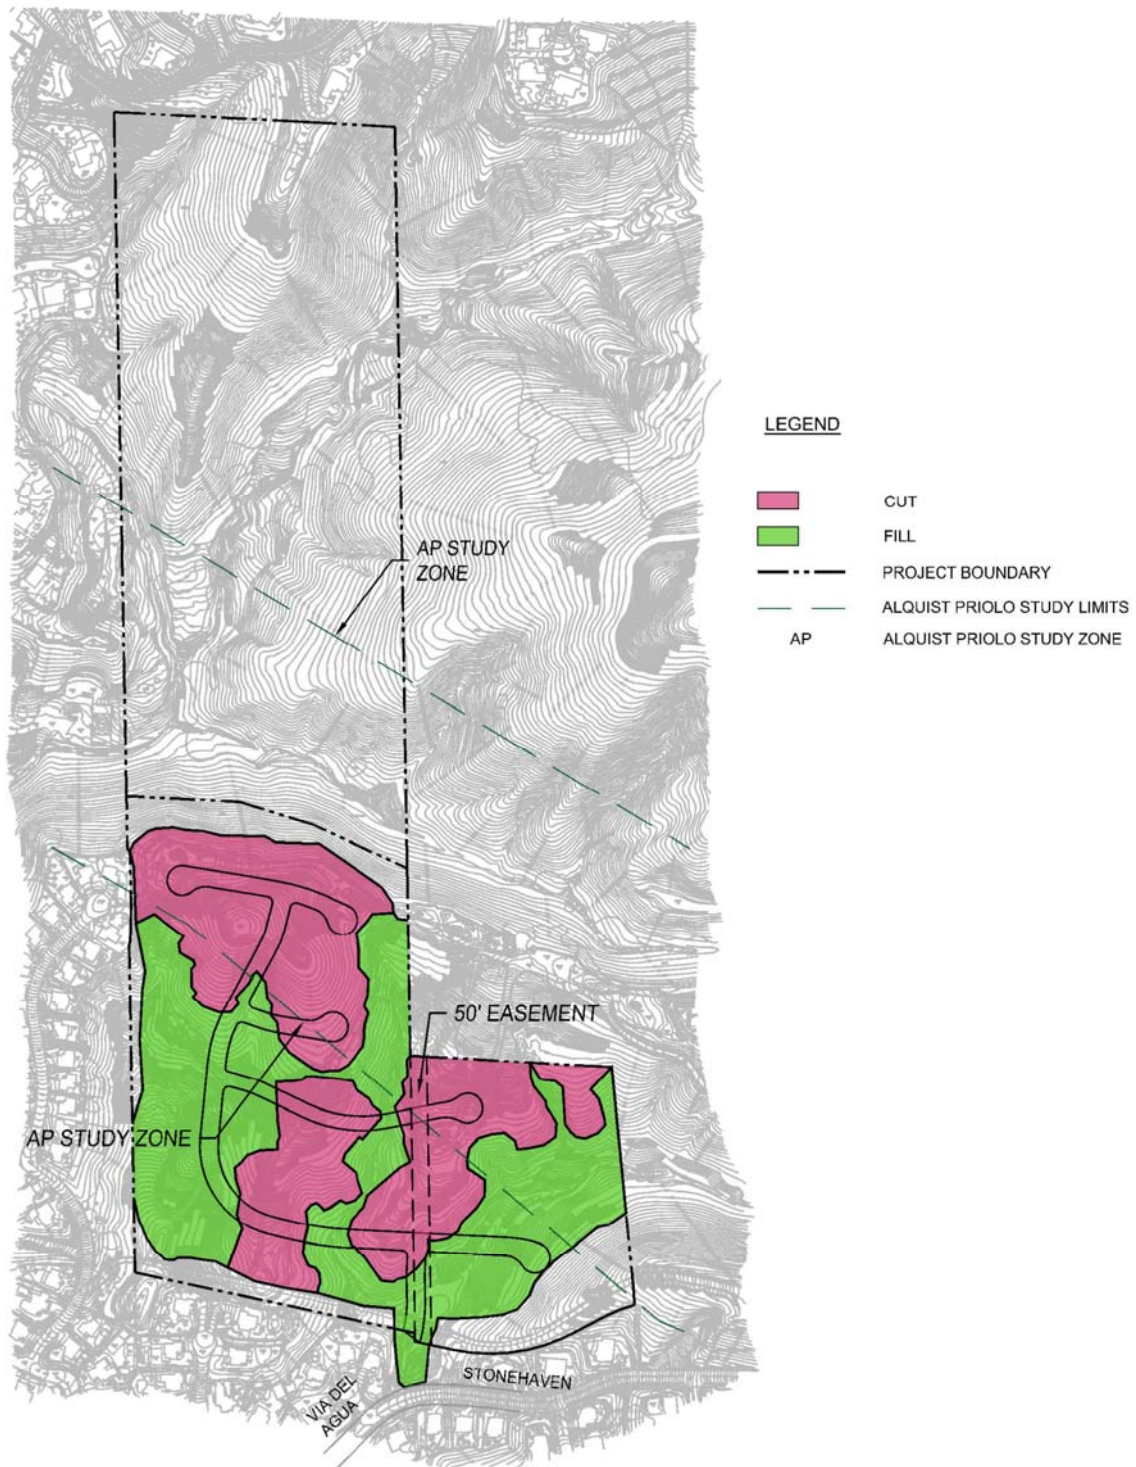 LEGEND
CUT
FILL
PROJECT BOUNDARY
ALQUIST PRIOLO STUDY LIMITS
AP ALQUIST PRIOLO STUDY ZONE
AP STUDY
ZONE
50' EASEMENT
AP STUDY ZONE
STONEHAVEN
VIA DEL
AGUA